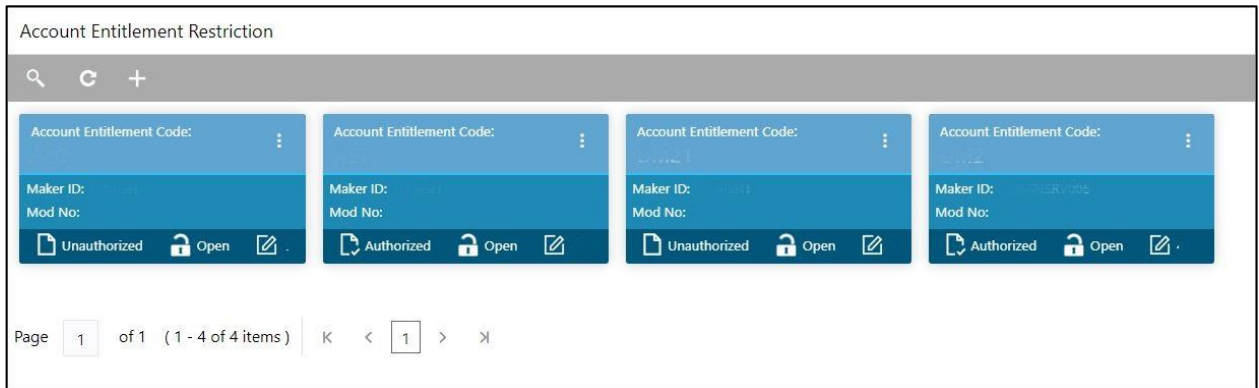 Account Entitlement Restriction
Account Entitlement Code: Account Entitlement Code: Account Entitlement Code: Account Entitlement Code:
Maker ID: Maker ID: Maker ID: Maker ID:
Mod No: Mod No: Mod No: Mod No:
Unauthorized Open Authorized Open Unauthorized Open Authorized Open
Page 1 of 1 ( 1 - 4 of 4 items ) 1